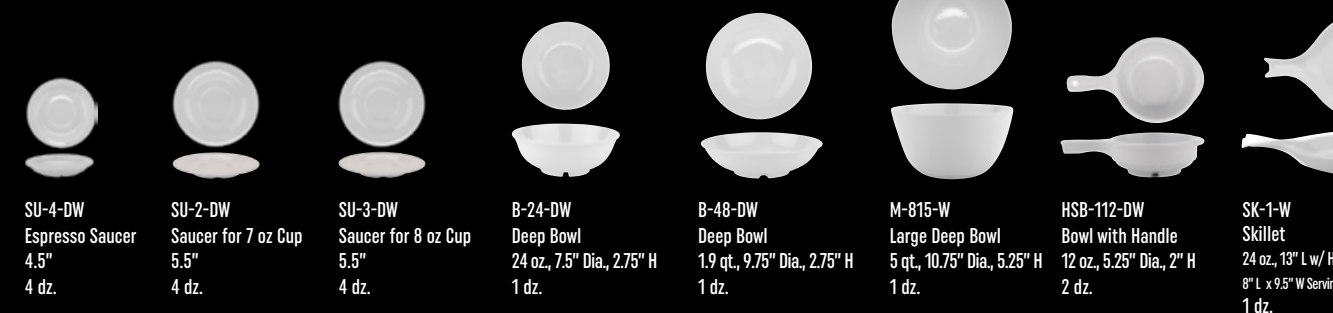 SU-4-DW
Espresso Saucer
4.5"
4 dz.
SU-2-DW
Saucer for 7 oz Cup
5.5"
4 dz.
SU-3-DW
Saucer for 8 oz Cup
5.5"
4 dz.
B-24-DW
Deep Bowl
24 oz., 7.5" Dia., 2.75" H
1 dz.
B-48-DW
Deep Bowl
1.9 qt., 9.75" Dia., 2.75" H
1 dz.
M-815-W
Large Deep Bowl
5 qt., 10.75" Dia., 5.25" H
1 dz.
HSB-112-DW
Bowl with Handle
12 oz., 5.25" Dia., 2" H
2 dz.
SK-1-W
Skillet
24 oz., 13" L w/ H
8" L x 9.5" W Servin
1 dz.